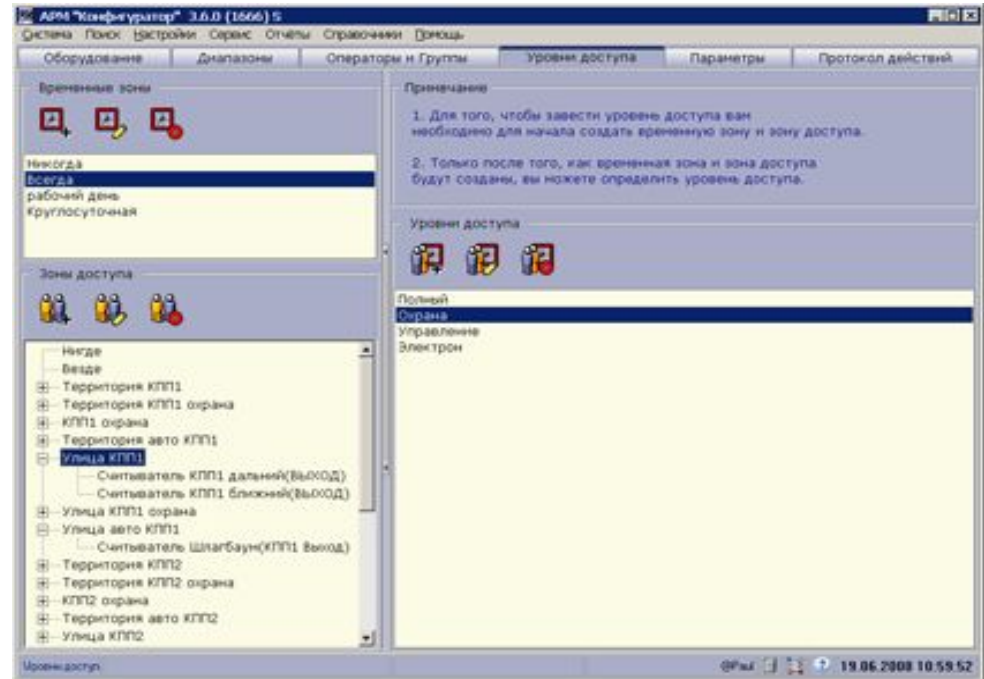 АРМ "Конфигуратор" 3.6.0 (1666) S
Система Поиск Настройки Сервис Отчёты Справочники Помощь
Оборудование Диапазоны Операторы и Группы Уровни доступа Параметры Протокол действий
Временные зоны
Никогда
Всегда
рабочий день
Круглосуточная
Зоны доступа
Нигде
Везде
Территория КПП1
Территория КПП1 охрана
КПП1 охрана
Территория авто КПП1
Улица КПП1
Считыватель КПП1 дальний(ВЫХОД)
Считыватель КПП1 ближний(ВЫХОД)
Улица КПП1 охрана
Улица авто КПП1
Считыватель Шлагбаум(КПП1 Выход)
Территория КПП2
Территория КПП2 охрана
КПП2 охрана
Территория авто КПП2
Улица КПП2
Примечание
1. Для того, чтобы завести уровень доступа вам
необходимо для начала создать временную зону и зону доступа.
2. Только после того, как временная зона и зона доступа
будут созданы, вы можете определить уровень доступа.
Уровни доступа
Полный
Охрана
Управление
Электрон
Уровни доступ
@Paul 19.06.2008 10:59:52